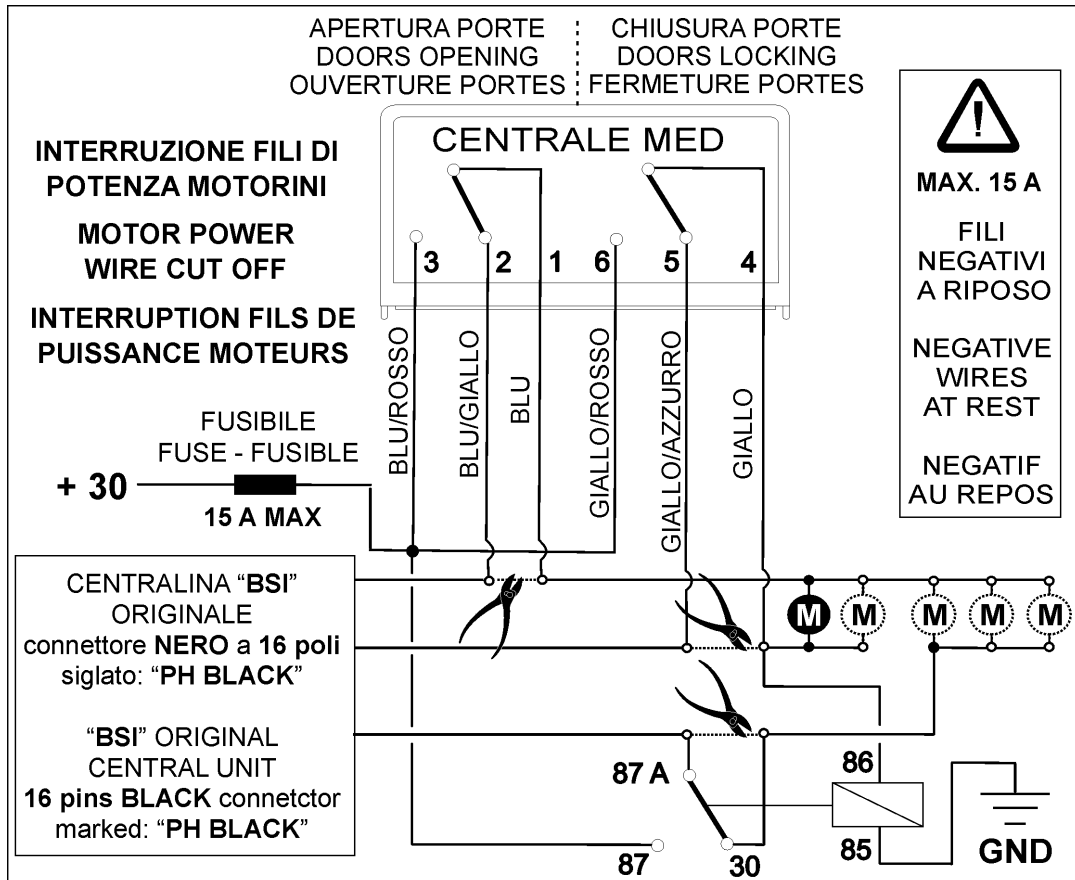 APERTURA PORTE
DOORS OPENING
OUVERTURE PORTES
CHIUSURA PORTE
DOORS LOCKING
FERMETURE PORTES
CENTRALE MED
INTERRUZIONE FILI DI
POTENZA MOTORINI
MOTOR POWER
WIRE CUT OFF
INTERRUPTION FILS DE
PUISSANCE MOTEURS
3
2
1
6
5
4
BLU/ROSSO
BLU/GIALLO
BLU
GIALLO/ROSSO
GIALLO/AZZURRO
GIALLO
!
MAX. 15 A
FILI
NEGATIVI
A RIPOSO
NEGATIVE
WIRES
AT REST
NEGATIF
AU REPOS
FUSIBILE
FUSE - FUSIBLE
+ 30
15 A MAX
CENTRALINA “BSI”
ORIGINALE
connettore NERO a 16 poli
siglato: “PH BLACK”
“BSI” ORIGINAL
CENTRAL UNIT
16 pins BLACK connetctor
marked: “PH BLACK”
M
M
M
M
M
87 A
87
30
86
85
GND